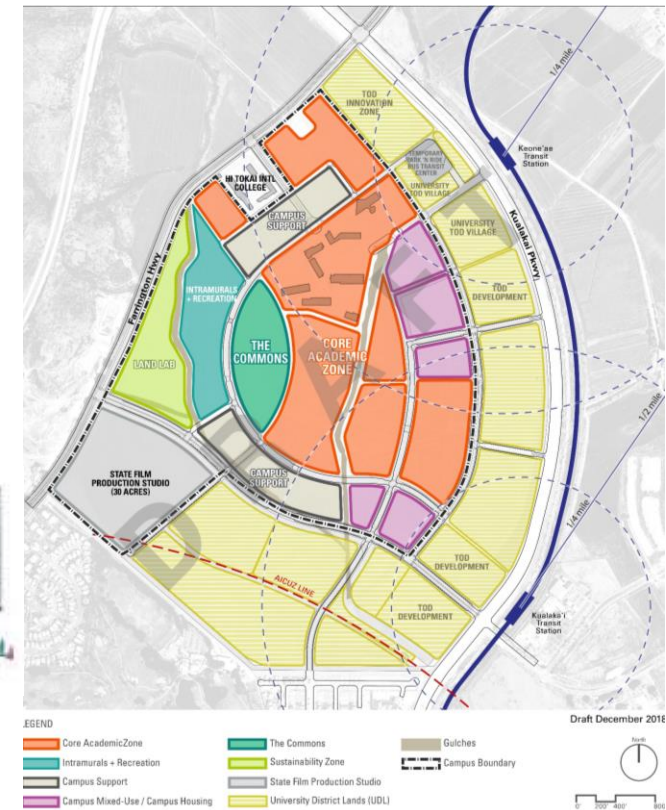 TOD
INNOVATION
ZONE
1/4 mile
TEMPORARY
PARK 'N RIDE /
BUS TRANSIT
CENTER
Keone'ae
Transit
Station
HI TOKAI INTL
COLLEGE
UNIVERSITY
TOD VILLAGE
CAMPUS
SUPPORT
UNIVERSITY
TOD VILLAGE
Kualakai Pkwy
Farrington Hwy
INTRAMURALS
+ RECREATION
TOD
DEVELOPMENT
THE
COMMONS
CORE
ACADEMIC
ZONE
LAND LAB
1/2 mile
STATE FILM
PRODUCTION STUDIO
(30 ACRES)
CAMPUS
SUPPORT
1/4 mile
TOD
DEVELOPMENT
AICUZ LINE
TOD
DEVELOPMENT
Kualaka'i
Transit
Station
DRAFT
Draft December 2018
LEGEND
Core AcademicZone
The Commons
Gulches
Intramurals + Recreation
Sustainability Zone
Campus Boundary
Campus Support
State Film Production Studio
Campus Mixed-Use / Campus Housing
University District Lands (UDL)
North
0' 200' 400' 800'